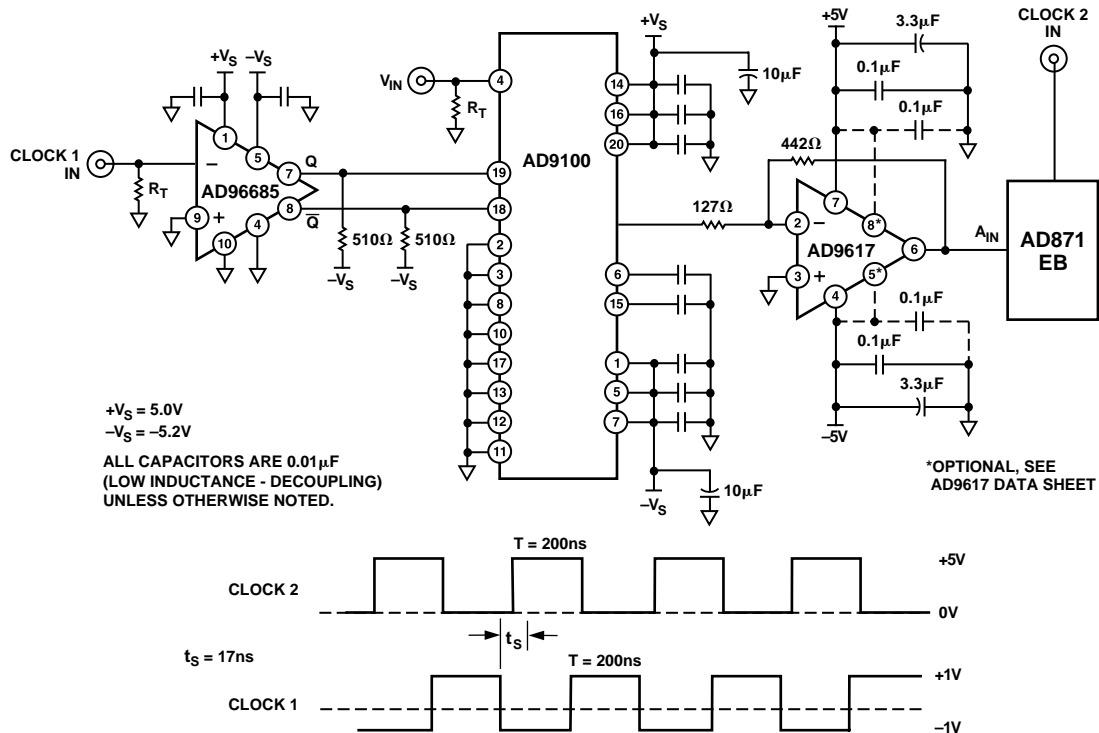 +5V
CLOCK 2
IN
3.3µF
+VS
+VS –VS
0.1µF
VIN
4
10µF
14
0.1µF
RT
16
1
20
442Ω
5
AD9100
CLOCK 1
IN
–
7 Q
19
127Ω
7
RT
AD96685
8 Q̅
18
2 –
8*
AIN
AD871
EB
9 +
4
AD9617
6
10
510Ω 510Ω
2
3 +
5*
3
6
4
–VS –VS
8
15
0.1µF
10
0.1µF
17
1
13
5
3.3µF
12
7
–5V
11
+VS = 5.0V
–VS = –5.2V
ALL CAPACITORS ARE 0.01µF
(LOW INDUCTANCE - DECOUPLING)
UNLESS OTHERWISE NOTED.
–VS
10µF
*OPTIONAL, SEE
AD9617 DATA SHEET
T = 200ns
+5V
CLOCK 2
0V
tS
tS = 17ns
T = 200ns
+1V
CLOCK 1
–1V